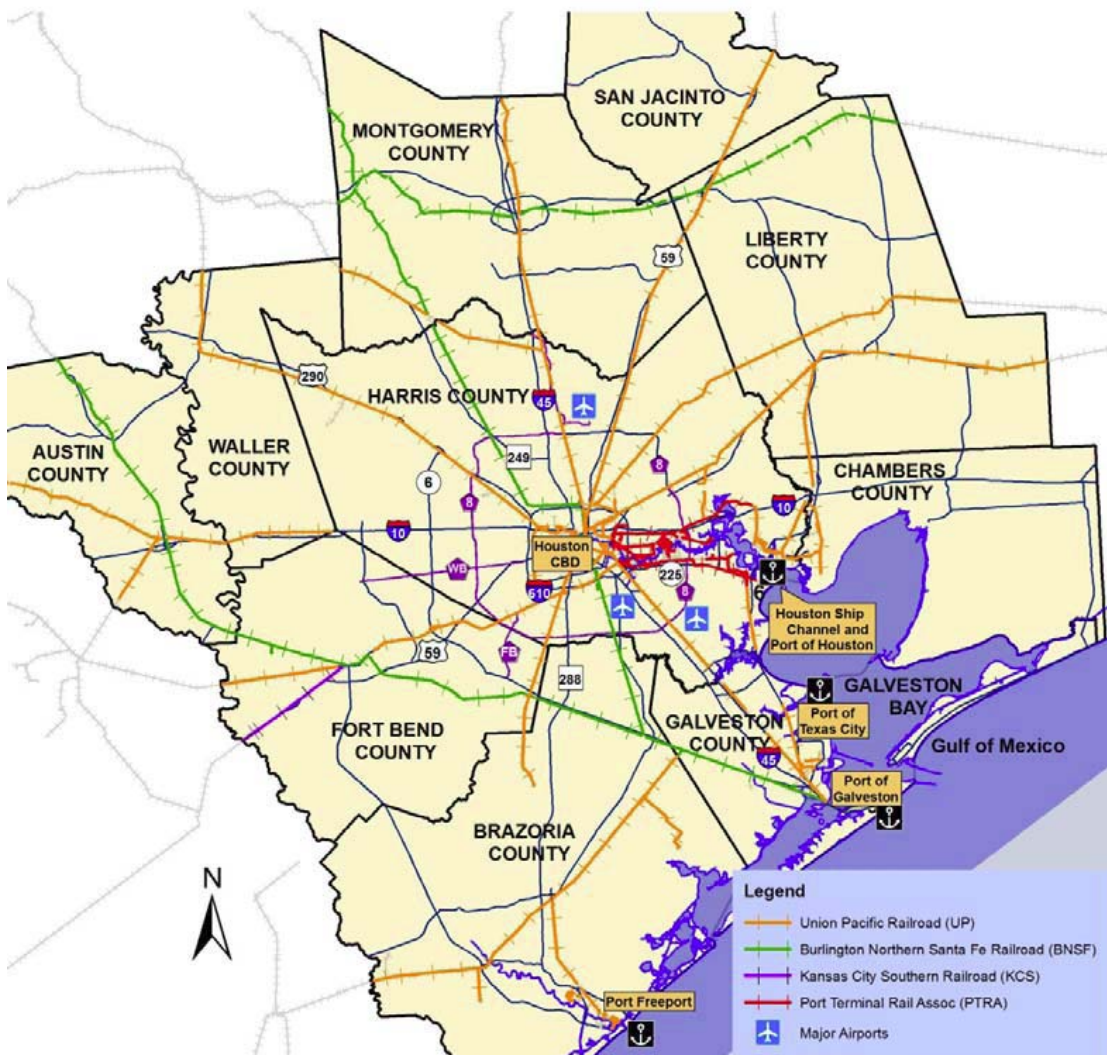 SAN JACINTO
COUNTY
MONTGOMERY
COUNTY
59
LIBERTY
COUNTY
290
HARRIS COUNTY
45
AUSTIN
COUNTY
WALLER
COUNTY
249
8
6
8
CHAMBERS
COUNTY
10
10
Houston
CBD
WB
610
225
8
6
Houston Ship
Channel and
Port of Houston
59
FB
288
GALVESTON
BAY
Port of
Texas City
FORT BEND
COUNTY
GALVESTON
COUNTY
45
Gulf of Mexico
Port of
Galveston
BRAZORIA
COUNTY
N
Port Freeport
Legend
Union Pacific Railroad (UP)
Burlington Northern Santa Fe Railroad (BNSF)
Kansas City Southern Railroad (KCS)
Port Terminal Rail Assoc (PTRA)
Major Airports